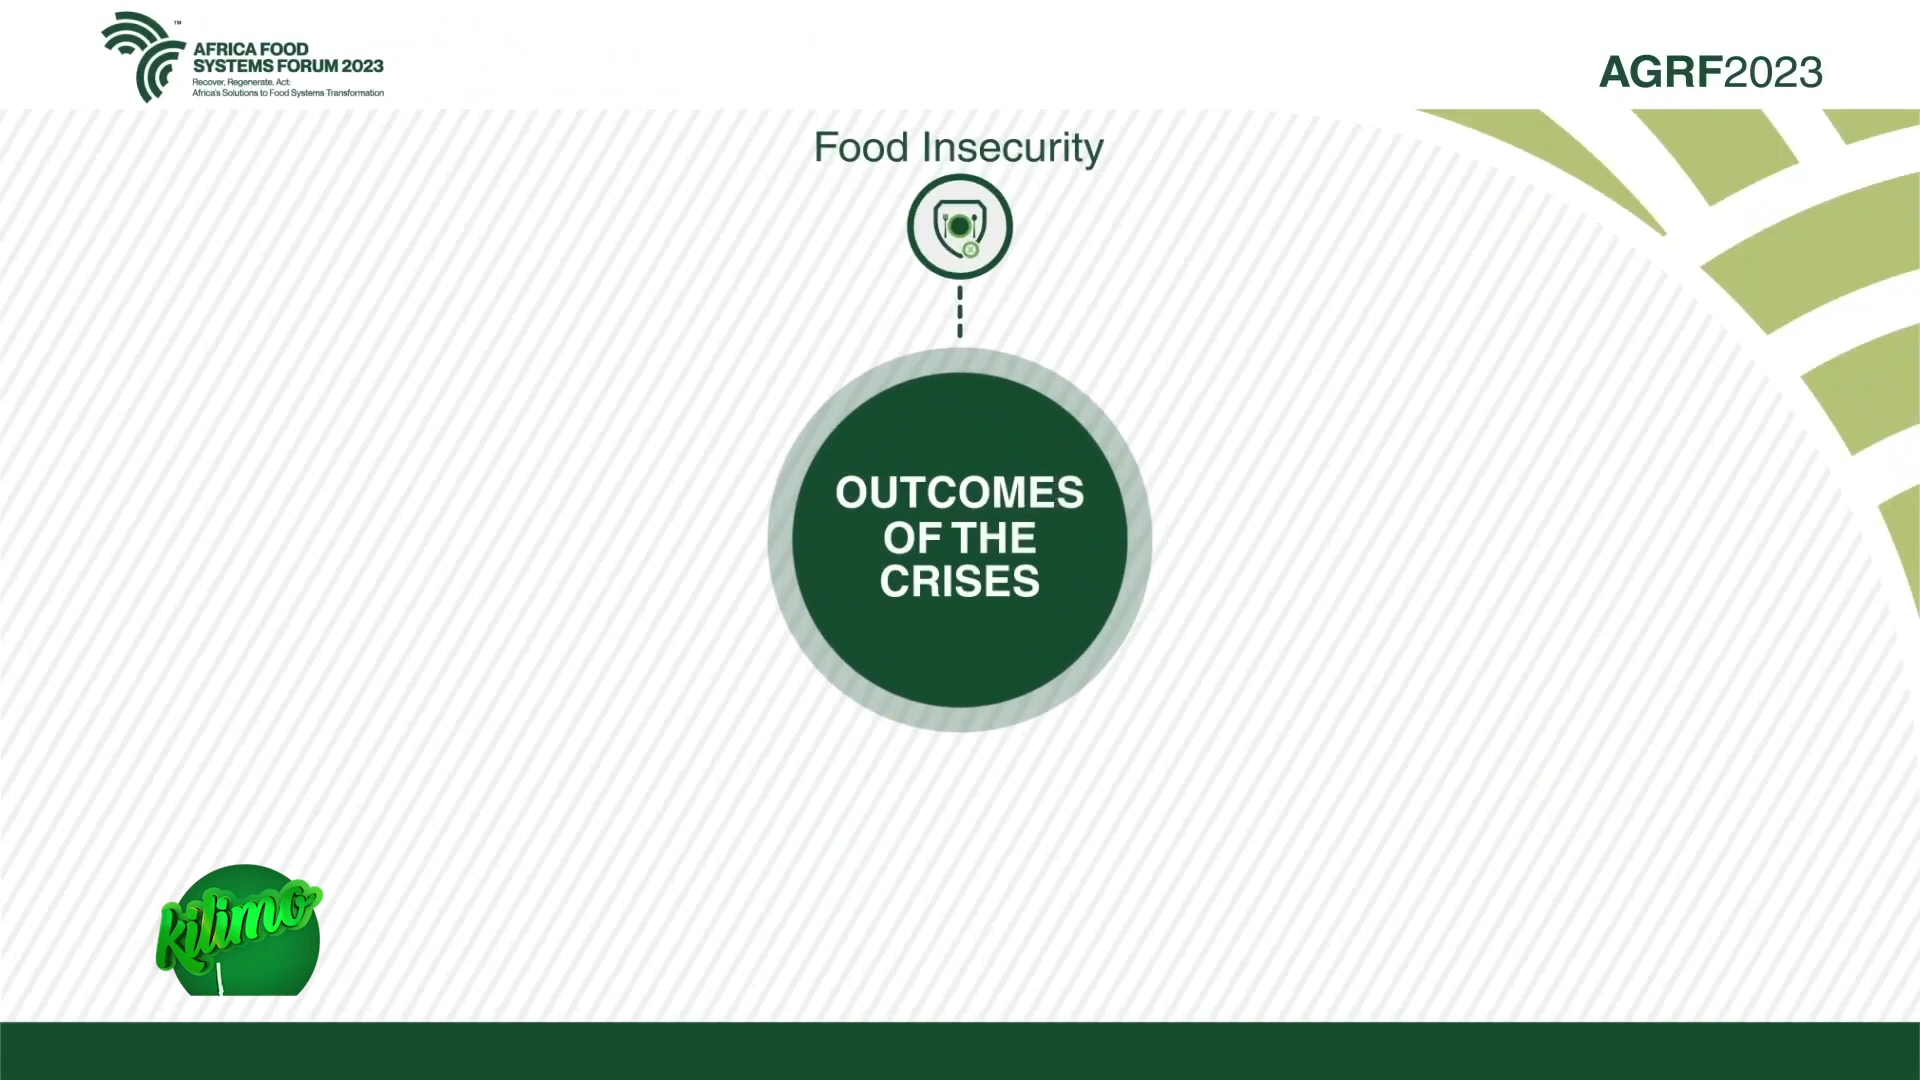 ™
AFRICA FOOD
SYSTEMS FORUM 2023
Recover, Regenerate, Act:
Africa's Solutions to Food Systems Transformation
AGRF2023
Food Insecurity
OUTCOMES
OF THE
CRISES
kilimo